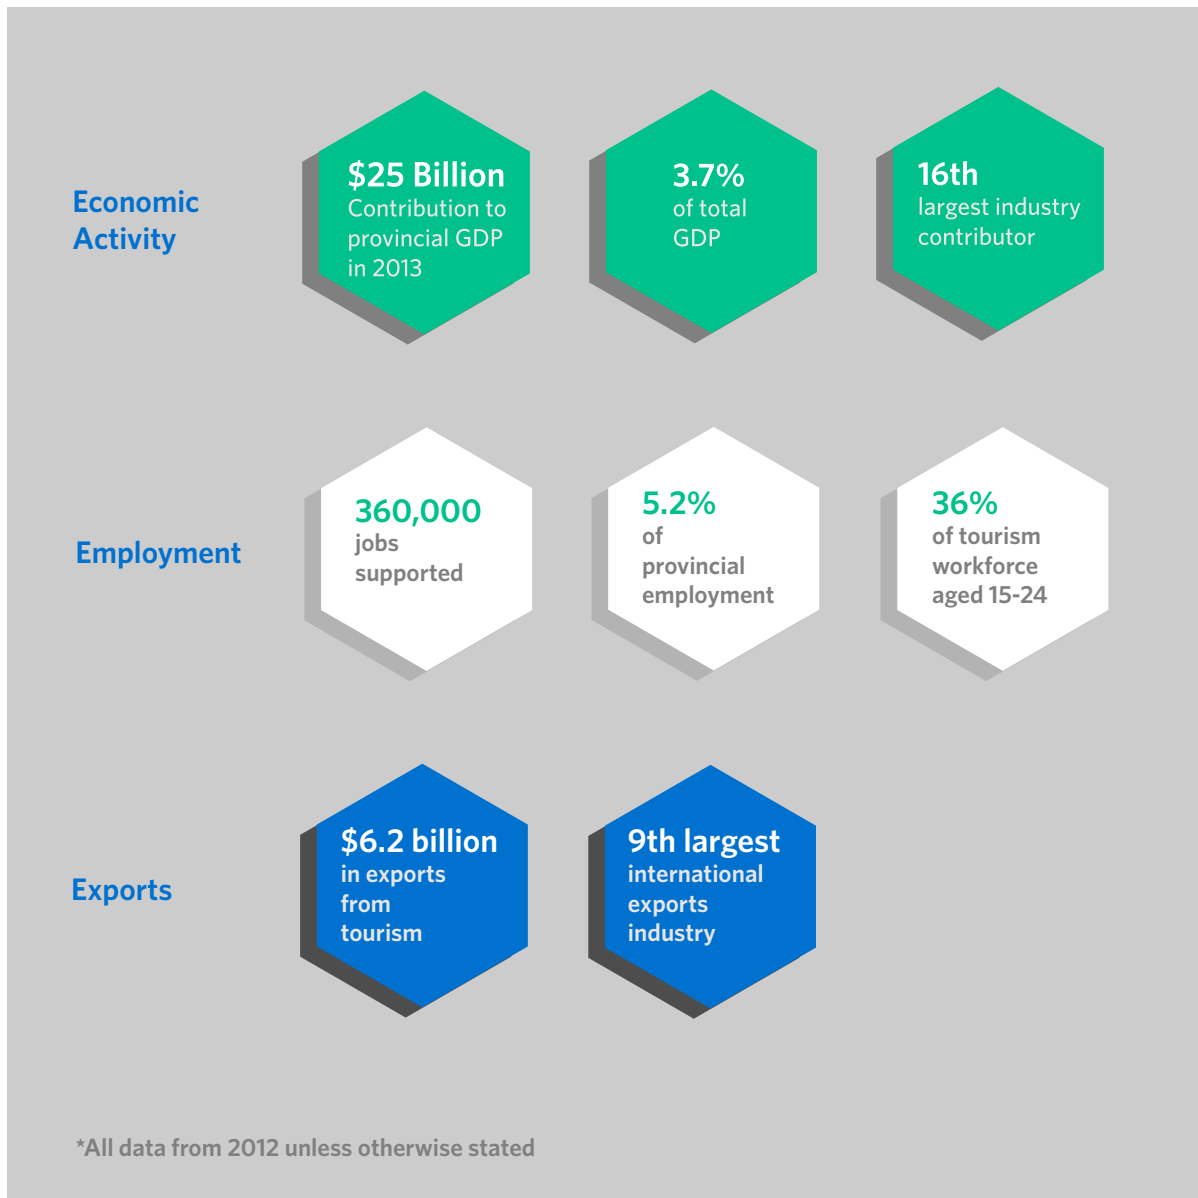 Economic
Activity
$25 Billion
Contribution to
provincial GDP
in 2013
3.7%
of total
GDP
16th
largest industry
contributor
Employment
360,000
jobs
supported
5.2%
of
provincial
employment
36%
of tourism
workforce
aged 15-24
Exports
$6.2 billion
in exports
from
tourism
9th largest
international
exports
industry
*All data from 2012 unless otherwise stated